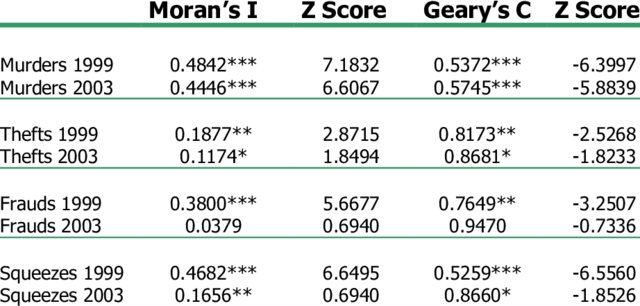 Moran's I Z Score Geary's C Z Score
Murders 1999 0.4842*** 7.1832 0.5372*** -6.3997
Murders 2003 0.4446*** 6.6067 0.5745*** -5.8839
Thefts 1999 0.1877** 2.8715 0.8173** -2.5268
Thefts 2003 0.1174* 1.8494 0.8681* -1.8233
Frauds 1999 0.3800*** 5.6677 0.7649** -3.2507
Frauds 2003 0.0379 0.6940 0.9470 -0.7336
Squeezes 1999 0.4682*** 6.6495 0.5259*** -6.5560
Squeezes 2003 0.1656** 0.6940 0.8660* -1.8526